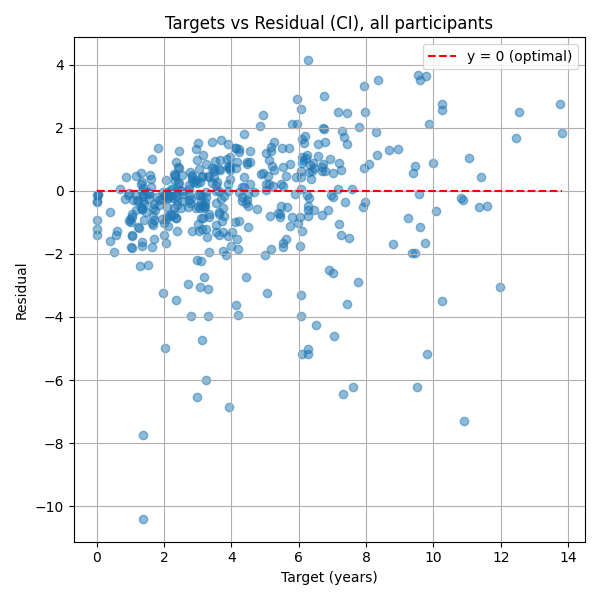 Targets vs Residual (CI), all participants
y = 0 (optimal)
4
2
0
−2
−4
−6
−8
−10
Residual
0 2 4 6 8 10 12 14
Target (years)